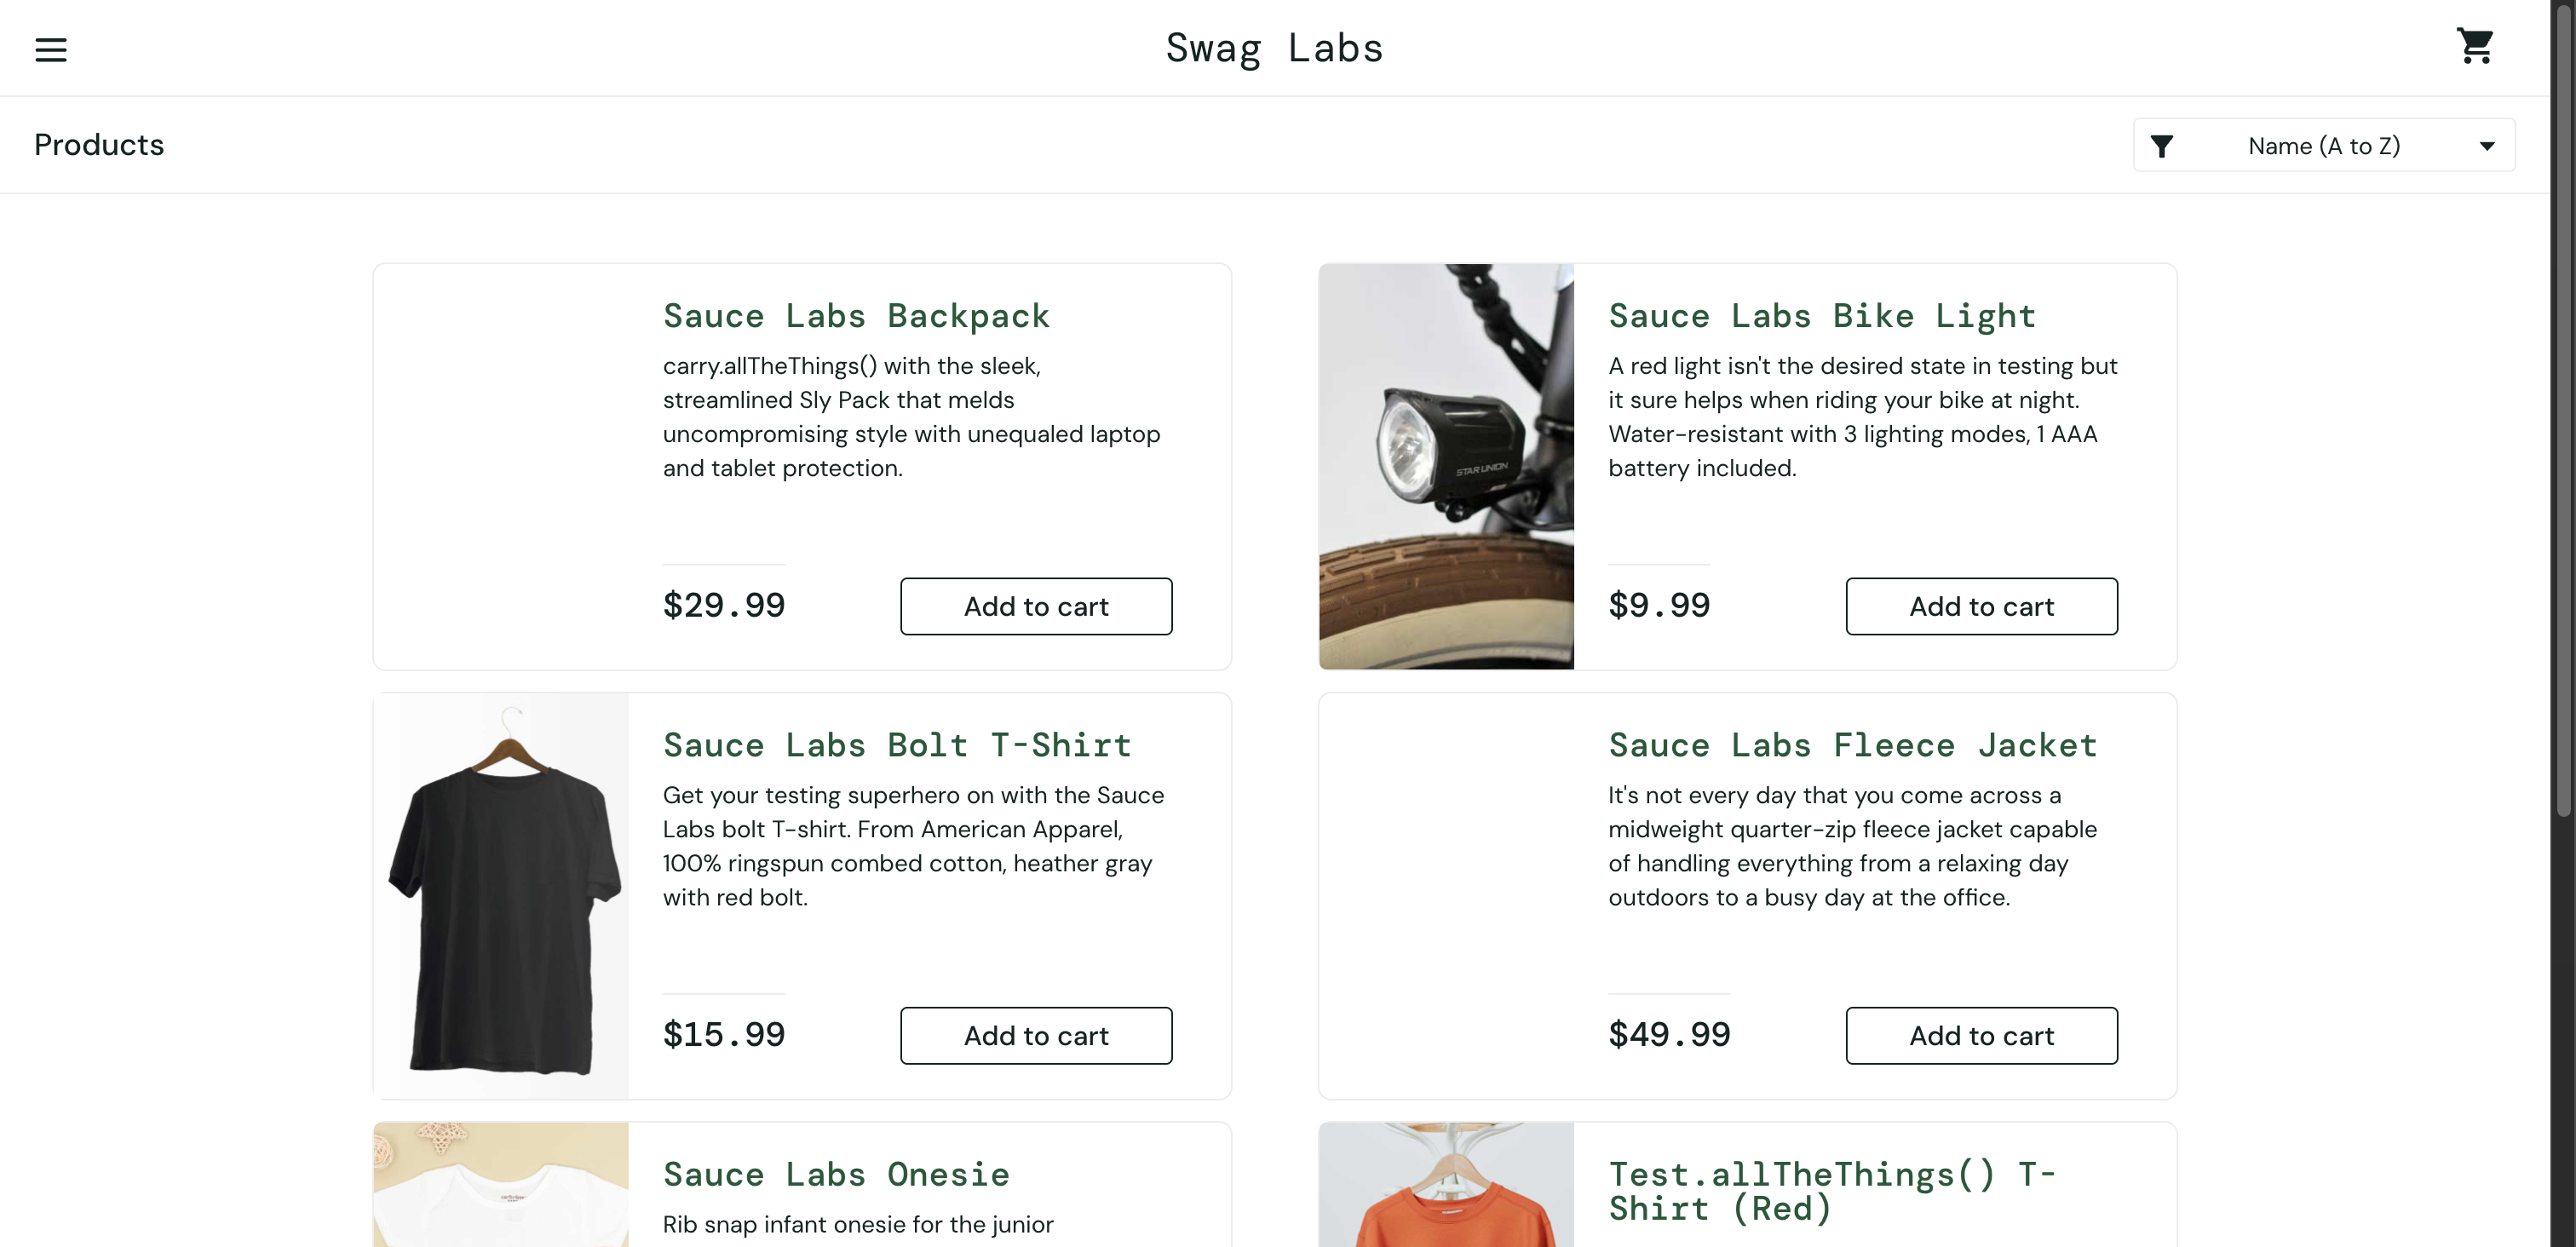 Swag Labs
Products
Name (A to Z)
Sauce Labs Backpack
carry.allTheThings() with the sleek,
streamlined Sly Pack that melds
uncompromising style with unequaled laptop
and tablet protection.
$29.99
Add to cart
STAR UNION
Sauce Labs Bike Light
A red light isn't the desired state in testing but
it sure helps when riding your bike at night.
Water-resistant with 3 lighting modes, 1 AAA
battery included.
$9.99
Add to cart
Sauce Labs Bolt T-Shirt
Get your testing superhero on with the Sauce
Labs bolt T-shirt. From American Apparel,
100% ringspun combed cotton, heather gray
with red bolt.
$15.99
Add to cart
Sauce Labs Fleece Jacket
It's not every day that you come across a
midweight quarter-zip fleece jacket capable
of handling everything from a relaxing day
outdoors to a busy day at the office.
$49.99
Add to cart
Sauce Labs Onesie
Rib snap infant onesie for the junior
Test.allTheThings() T-
Shirt (Red)